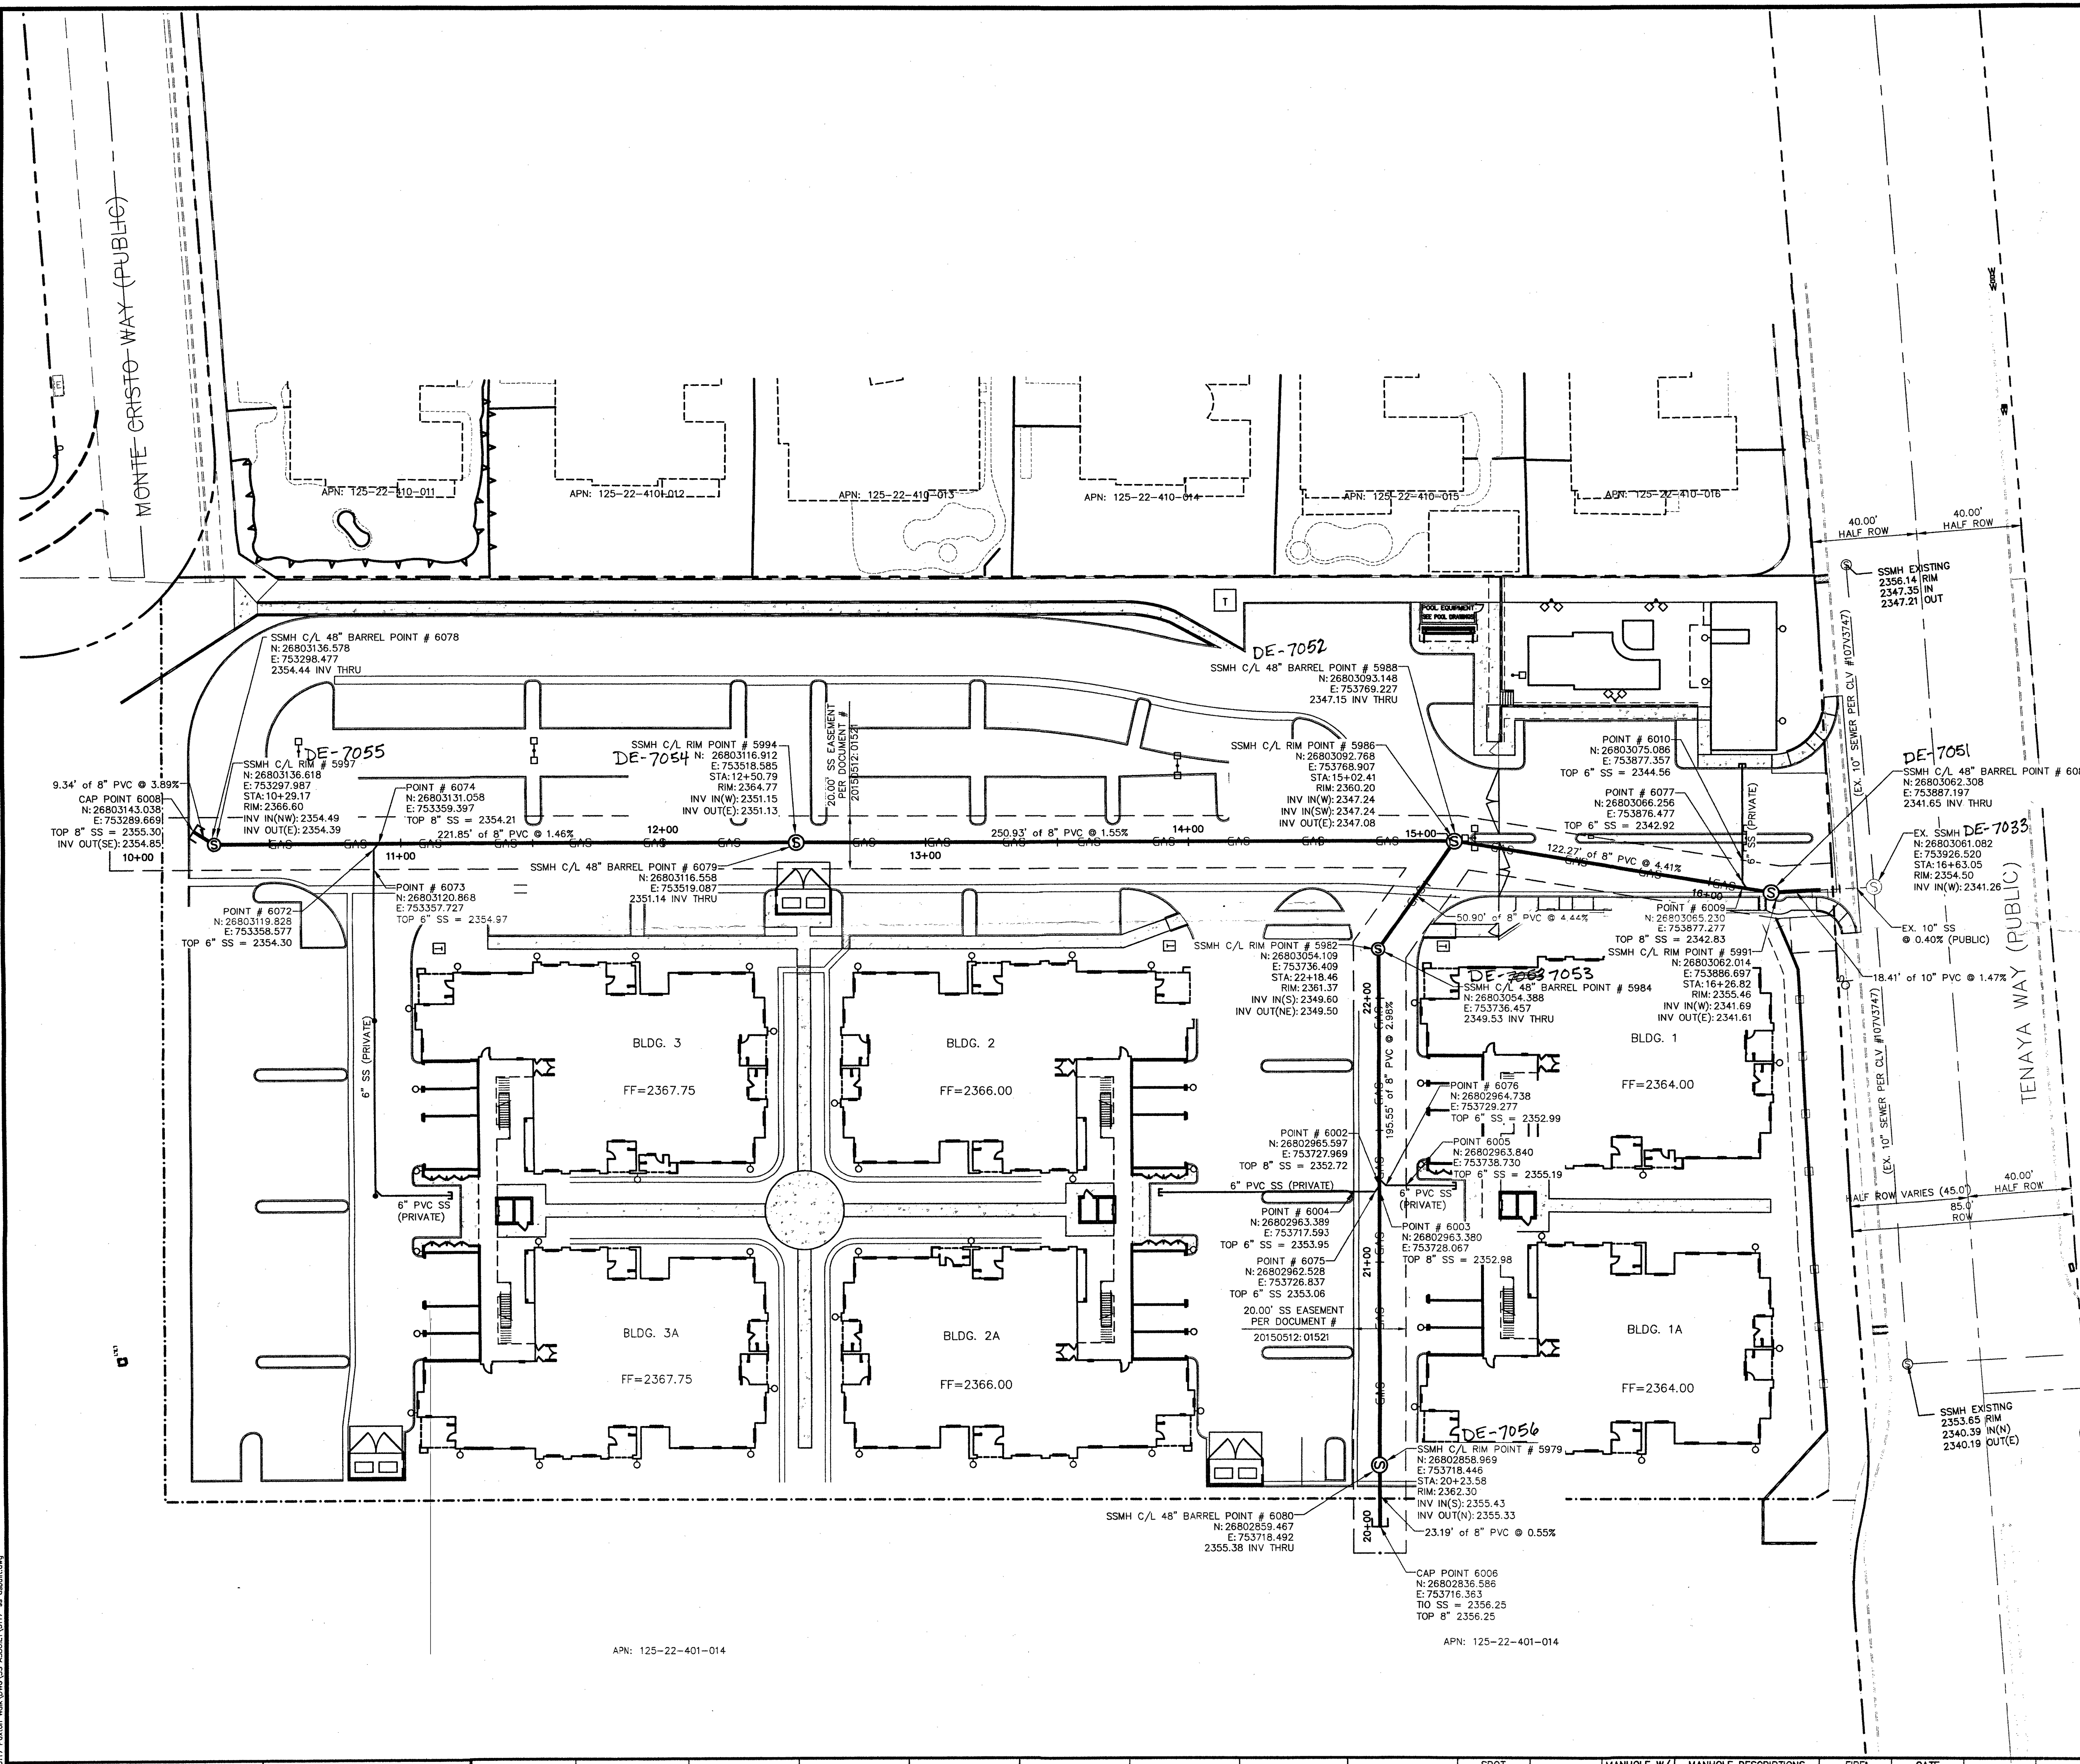 MONTE CRISTO WAY (PUBLIC)
E
APN: 125-22-410-011
APN: 125-22-410-012
APN: 125-22-410-013
APN: 125-22-410-014
APN: 125-22-410-015
APN: 125-22-410-016
40.00'
HALF ROW
40.00'
HALF ROW
SSMH EXISTING
2356.14 RIM
2347.35 IN
2347.21 OUT
(EX. 10" SEWER PER CLV #107V3747)
T
POOL EQUIPMENT
SEE POOL DRAWINGS
SSMH C/L 48" BARREL POINT # 6078
N: 26803136.578
E: 753298.477
2354.44 INV THRU
DE-7052
SSMH C/L 48" BARREL POINT # 5988
N: 26803093.148
E: 753769.227
2347.15 INV THRU
DE-7055
SSMH C/L RIM # 5997
N: 26803136.618
E: 753297.987
STA: 10+29.17
RIM: 2366.60
INV IN(NW): 2354.49
INV OUT(E): 2354.39
9.34' of 8" PVC @ 3.89%
CAP POINT 6008
N: 26803143.038
E: 753289.669
TOP 8" SS = 2355.30
INV OUT(SE): 2354.85
10+00
POINT # 6074
N: 26803131.058
E: 753359.397
TOP 8" SS = 2354.21
221.85' of 8" PVC @ 1.46%
11+00
12+00
DE-7054
SSMH C/L RIM POINT # 5994
N: 26803116.912
E: 753518.585
STA: 12+50.79
RIM: 2364.77
INV IN(W): 2351.15
INV OUT(E): 2351.13
20.00' SS EASEMENT
PER DOCUMENT #
20150512:01521
250.93' of 8" PVC @ 1.55%
13+00
14+00
15+00
SSMH C/L RIM POINT # 5986
N: 26803092.768
E: 753768.907
STA: 15+02.41
RIM: 2360.20
INV IN(W): 2347.24
INV IN(SW): 2347.24
INV OUT(E): 2347.08
POINT # 6010
N: 26803075.086
E: 753877.357
TOP 6" SS = 2344.56
POINT # 6077
N: 26803066.256
E: 753876.477
TOP 6" SS = 2342.92
6" SS (PRIVATE)
DE-7051
SSMH C/L 48" BARREL POINT # 608
N: 26803062.308
E: 753887.197
2341.65 INV THRU
EX. SSMH DE-7033
N: 26803061.082
E: 753926.520
STA: 16+63.05
RIM: 2354.50
INV IN(W): 2341.26
122.27' of 8" PVC @ 4.41%
16+00
GAS
SSMH C/L 48" BARREL POINT # 6079
N: 26803116.558
E: 753519.087
2351.14 INV THRU
POINT # 6073
N: 26803120.868
E: 753357.727
TOP 6" SS = 2354.97
POINT # 6072
N: 26803119.828
E: 753358.577
TOP 6" SS = 2354.30
50.90' of 8" PVC @ 4.44%
POINT # 6009
N: 26803065.230
E: 753877.277
TOP 8" SS = 2342.83
EX. 10" SS
@ 0.40% (PUBLIC)
SSMH C/L RIM POINT # 5982
N: 26803054.109
E: 753736.409
STA: 22+18.46
RIM: 2361.37
INV IN(S): 2349.60
INV OUT(NE): 2349.50
DE-7053 7053
SSMH C/L 48" BARREL POINT # 5984
N: 26803054.388
E: 753736.457
2349.53 INV THRU
SSMH C/L RIM POINT # 5991
N: 26803062.014
E: 753886.697
STA: 16+26.82
RIM: 2355.46
INV IN(W): 2341.69
INV OUT(E): 2341.61
18.41' of 10" PVC @ 1.47%
(EX. 10" SEWER PER CLV #107V3747)
TENAYA WAY (PUBLIC)
6" SS (PRIVATE)
BLDG. 3
FF=2367.75
BLDG. 2
FF=2366.00
BLDG. 1
FF=2364.00
22+00
195.55' of 8" PVC @ 2.98%
POINT # 6076
N: 26802964.738
E: 753729.277
TOP 6" SS = 2352.99
POINT # 6002
N: 26802965.597
E: 753727.969
TOP 8" SS = 2352.72
POINT 6005
N: 26802963.840
E: 753738.730
TOP 6" SS = 2355.19
6" PVC SS (PRIVATE)
6" PVC SS
(PRIVATE)
6" PVC SS
(PRIVATE)
POINT # 6004
N: 26802963.389
E: 753717.593
TOP 6" SS = 2353.95
POINT # 6003
N: 26802963.380
E: 753728.067
TOP 8" SS = 2352.98
POINT # 6075
N: 26802962.528
E: 753726.837
TOP 6" SS 2353.06
21+00
20.00' SS EASEMENT
PER DOCUMENT #
20150512:01521
HALF ROW VARIES (45.0')
40.00'
HALF ROW
85.0'
ROW
BLDG. 3A
FF=2367.75
BLDG. 2A
FF=2366.00
BLDG. 1A
FF=2364.00
SSMH EXISTING
2353.65 RIM
2340.39 IN(N)
2340.19 OUT(E)
DE-7056
SSMH C/L RIM POINT # 5979
N: 26802858.969
E: 753718.446
STA: 20+23.58
RIM: 2362.30
INV IN(S): 2355.43
INV OUT(N): 2355.33
SSMH C/L 48" BARREL POINT # 6080
N: 26802859.467
E: 753718.492
2355.38 INV THRU
20+00
23.19' of 8" PVC @ 0.55%
CAP POINT 6006
N: 26802836.586
E: 753716.363
TIO SS = 2356.25
TOP 8" 2356.25
APN: 125-22-401-014
APN: 125-22-401-014